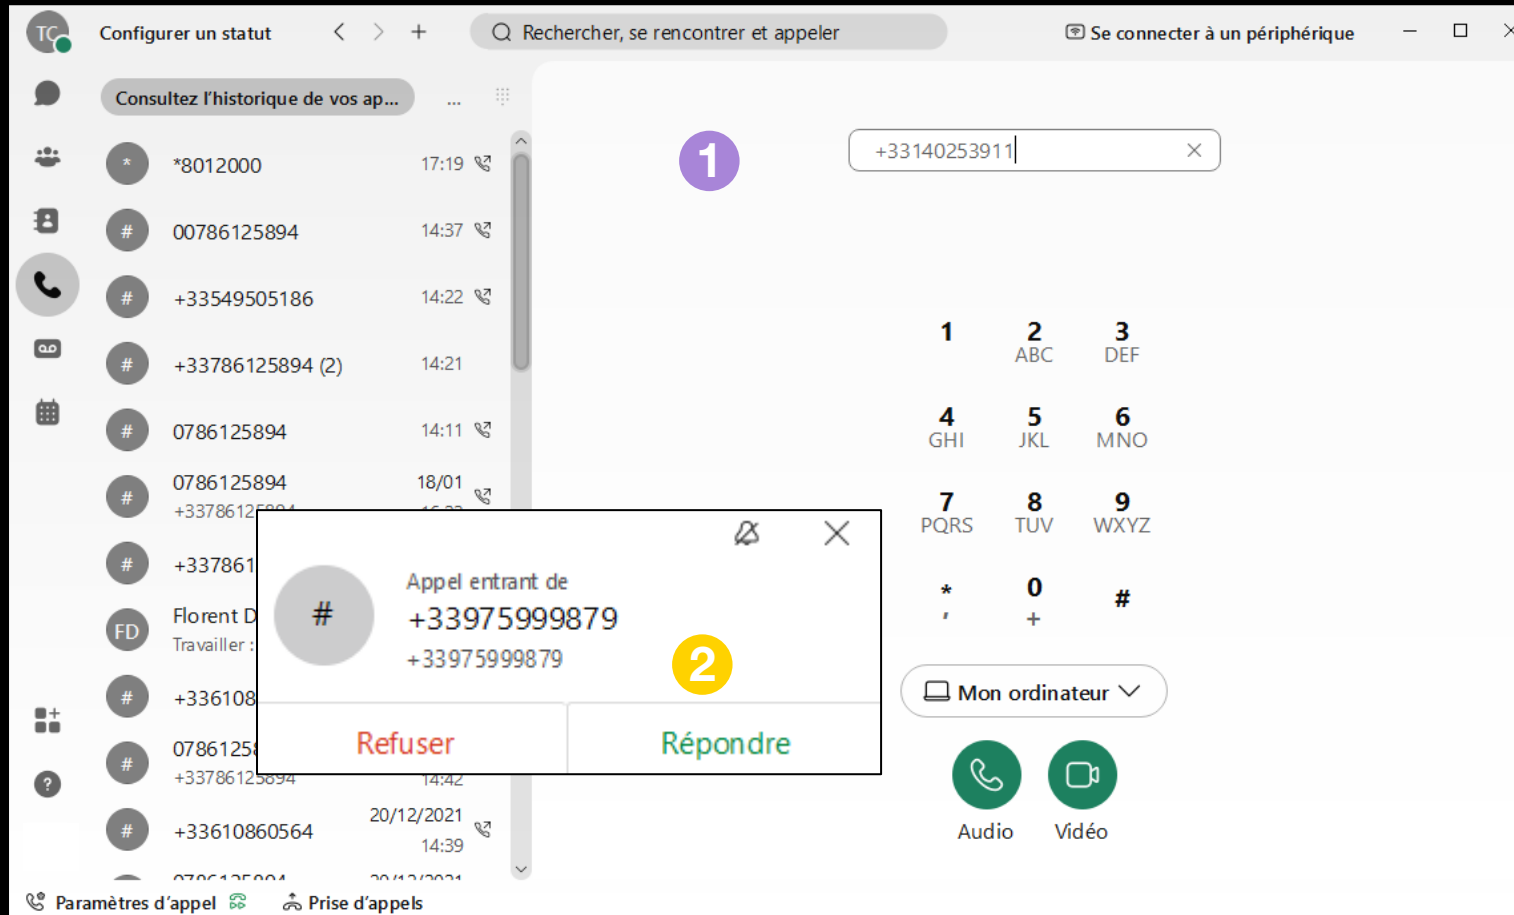 TC
Configurer un statut
Rechercher, se rencontrer et appeler
Se connecter à un périphérique
Consultez l'historique de vos ap...
...
*
*8012000
17:19
#
00786125894
14:37
#
+33549505186
14:22
#
+33786125894 (2)
14:21
#
0786125894
14:11
#
0786125894
18/01
#
FD
Florent D
Travailler :
#
#
+33786125894
14:42
#
+33610860564
20/12/2021
14:39
1
+33140253911
1
2
ABC
3
DEF
4
GHI
5
JKL
6
MNO
7
PQRS
8
TUV
9
WXYZ
*
,
0
+
#
Mon ordinateur
Audio
Vidéo
#
Appel entrant de
+33975999879
+33975999879
2
Refuser
Répondre
?
Paramètres d'appel
Prise d'appels